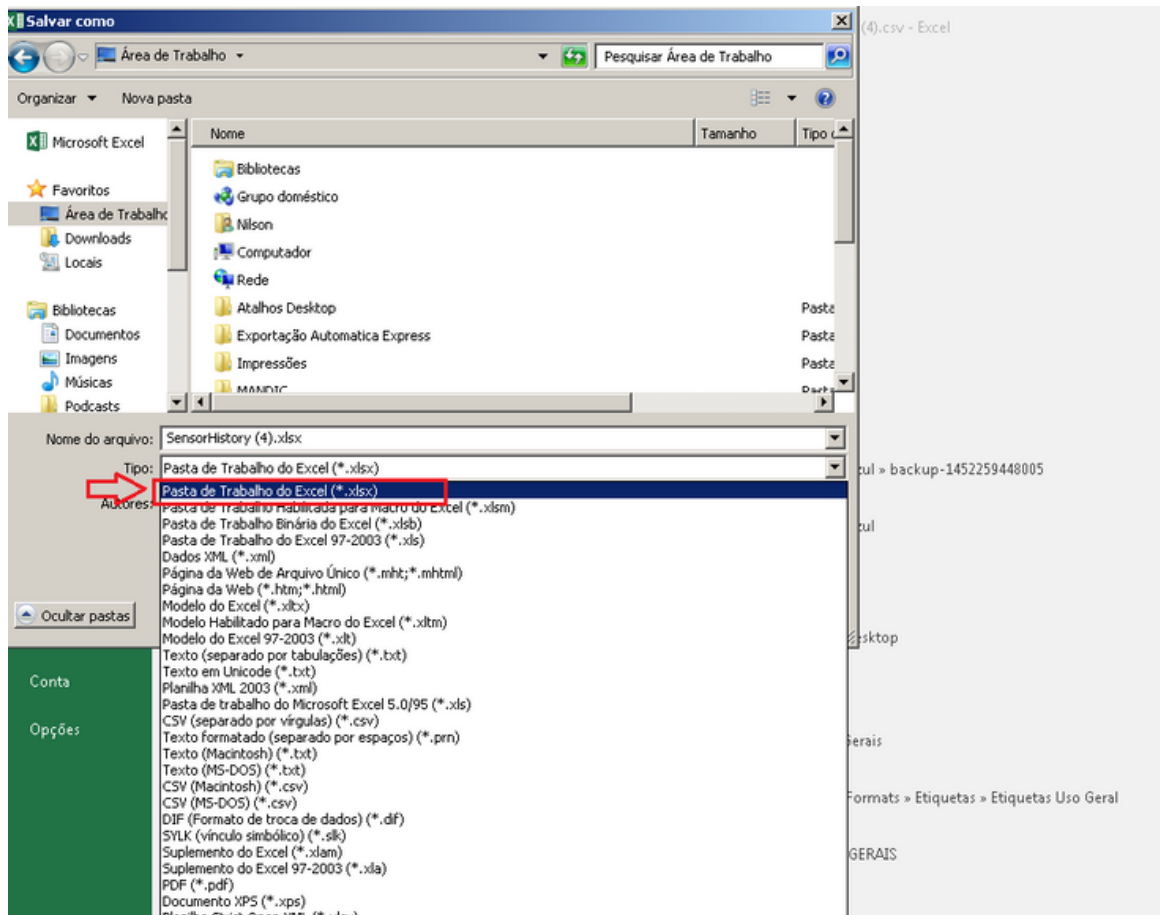 Salvar como
(4).csv - Excel
Área de Trabalho
Pesquisar Área de Trabalho
Organizar
Nova pasta
Nome
Tamanho
Tipo
Microsoft Excel
Favoritos
Área de Trabalho
Downloads
Locais
Bibliotecas
Documentos
Imagens
Músicas
Podcasts
Bibliotecas
Grupo doméstico
Nilson
Computador
Rede
Atalhos Desktop
Pasta
Exportação Automatica Express
Pasta
Impressões
Pasta
MANDIC
Pasta
Nome do arquivo: SensorHistory (4).xlsx
Tipo: Pasta de Trabalho do Excel (*.xlsx)
Autores:
Pasta de Trabalho do Excel (*.xlsx)
Pasta de Trabalho Habilitada para Macro do Excel (*.xlsm)
Pasta de Trabalho Binária do Excel (*.xlsb)
Pasta de Trabalho do Excel 97-2003 (*.xls)
Dados XML (*.xml)
Página da Web de Arquivo Único (*.mht;*.mhtml)
Página da Web (*.htm;*.html)
Modelo do Excel (*.xltx)
Modelo Habilitado para Macro do Excel (*.xltm)
Modelo do Excel 97-2003 (*.xlt)
Texto (separado por tabulações) (*.txt)
Texto em Unicode (*.txt)
Planilha XML 2003 (*.xml)
Pasta de trabalho do Microsoft Excel 5.0/95 (*.xls)
CSV (separado por vírgulas) (*.csv)
Texto formatado (separado por espaços) (*.prn)
Texto (Macintosh) (*.txt)
Texto (MS-DOS) (*.txt)
CSV (Macintosh) (*.csv)
CSV (MS-DOS) (*.csv)
DIF (Formato de troca de dados) (*.dif)
SYLK (vínculo simbólico) (*.slk)
Suplemento do Excel (*.xlam)
Suplemento do Excel 97-2003 (*.xla)
PDF (*.pdf)
Documento XPS (*.xps)
Planilha Strict Open XML (*.xlsx)
Ocultar pastas
Conta
Opções
zul » backup-1452259448005
zul
esktop
Gerais
Formats » Etiquetas » Etiquetas Uso Geral
GERAIS